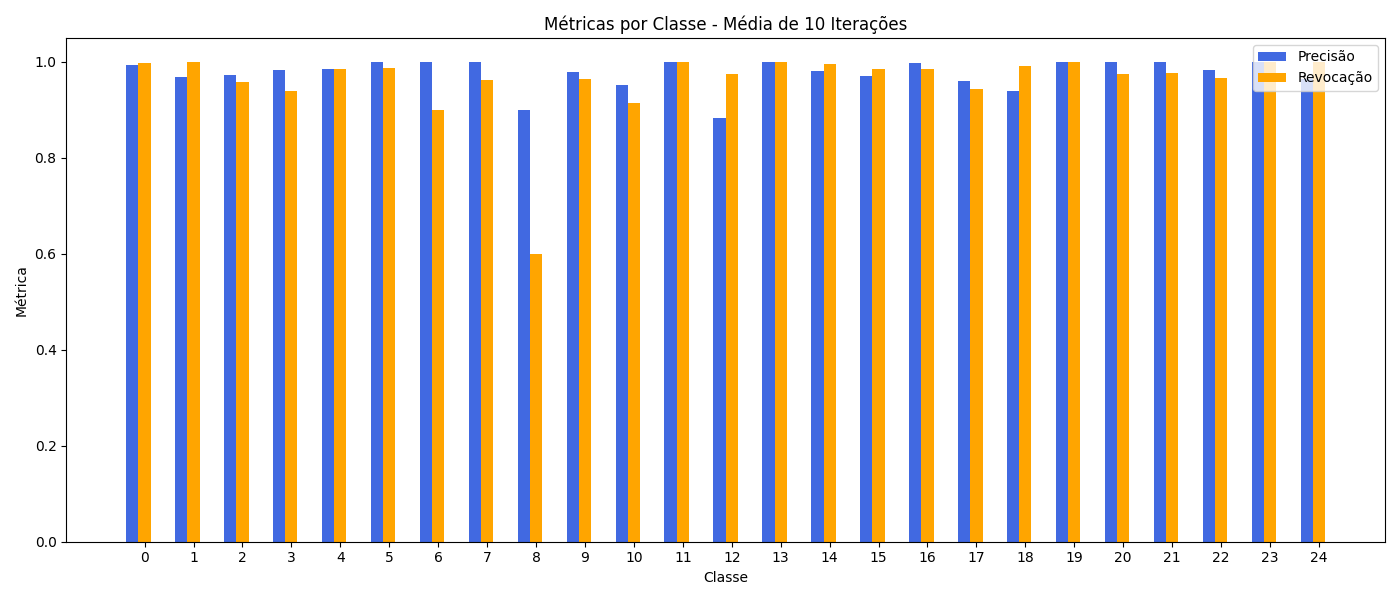 Métricas por Classe - Média de 10 Iterações
Precisão
Revocação
Métrica
1.0
0.8
0.6
0.4
0.2
0.0
0 1 2 3 4 5 6 7 8 9 10 11 12 13 14 15 16 17 18 19 20 21 22 23 24
Classe